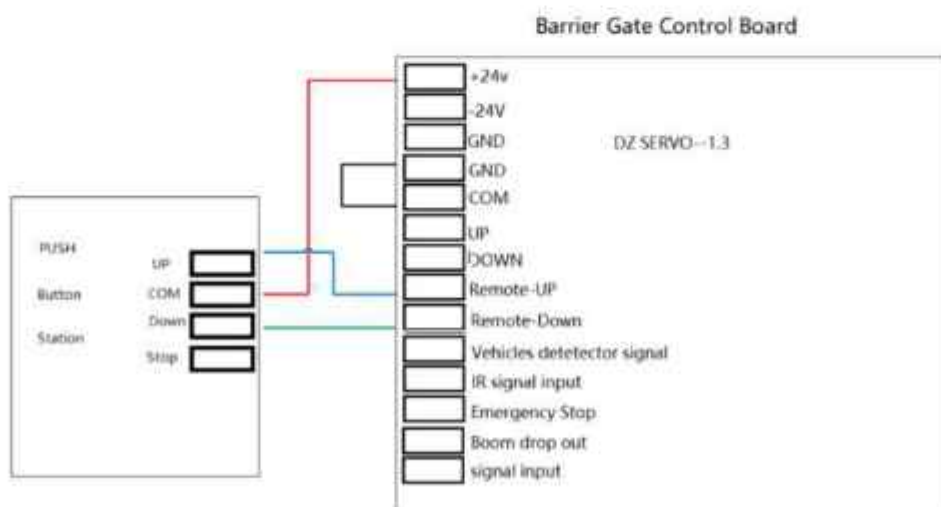 Barrier Gate Control Board
+24v
-24V
GND
DZ SERVO--1.3
GND
COM
UP
DOWN
Remote-UP
Remote-Down
Vehicles detetector signal
IR signal input
Emergency Stop
Boom drop out
signal input
PUSH
Button
Station
UP
COM
Down
Stop